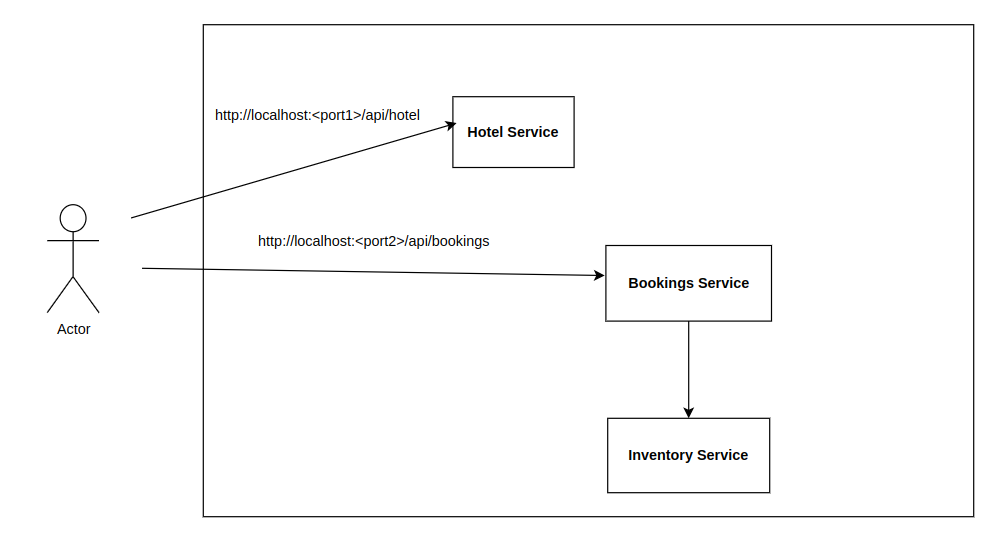 http://localhost:<port1>/api/hotel
Hotel Service
http://localhost:<port2>/api/bookings
Bookings Service
Actor
Inventory Service